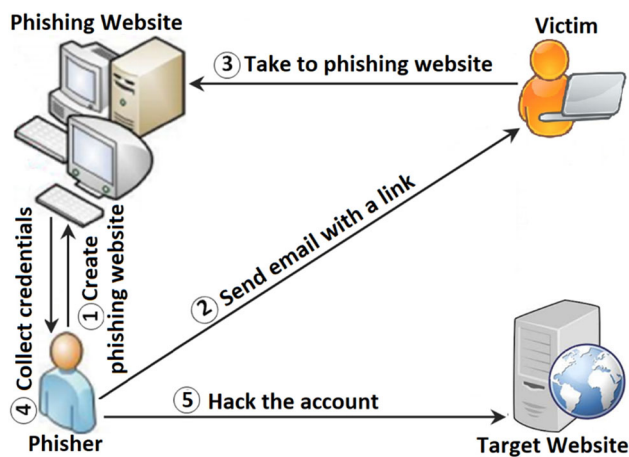 Phishing Website
Victim
③ Take to phishing website
④ Collect credentials
① Create
phishing website
② Send email with a link
⑤ Hack the account
Phisher
Target Website